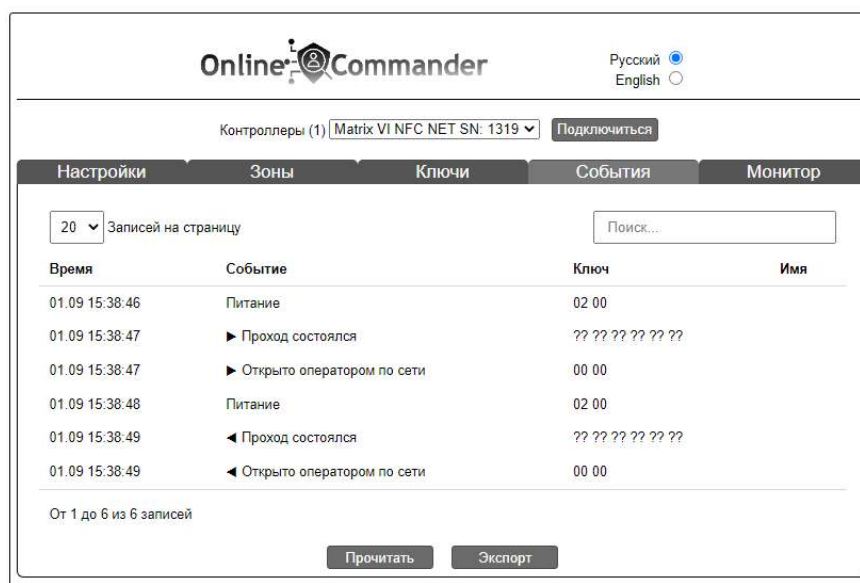 Online Commander
Русский
English
Контроллеры (1) Matrix VI NFC NET SN: 1319 Подключиться
Настройки Зоны Ключи События Монитор
20 Записей на страницу Поиск...
Время Событие Ключ Имя
01.09 15:38:46 Питание 02 00
01.09 15:38:47 ► Проход состоялся ?? ?? ?? ?? ?? ??
01.09 15:38:47 ► Открыто оператором по сети 00 00
01.09 15:38:48 Питание 02 00
01.09 15:38:49 ◄ Проход состоялся ?? ?? ?? ?? ?? ??
01.09 15:38:49 ◄ Открыто оператором по сети 00 00
От 1 до 6 из 6 записей
Прочитать Экспорт